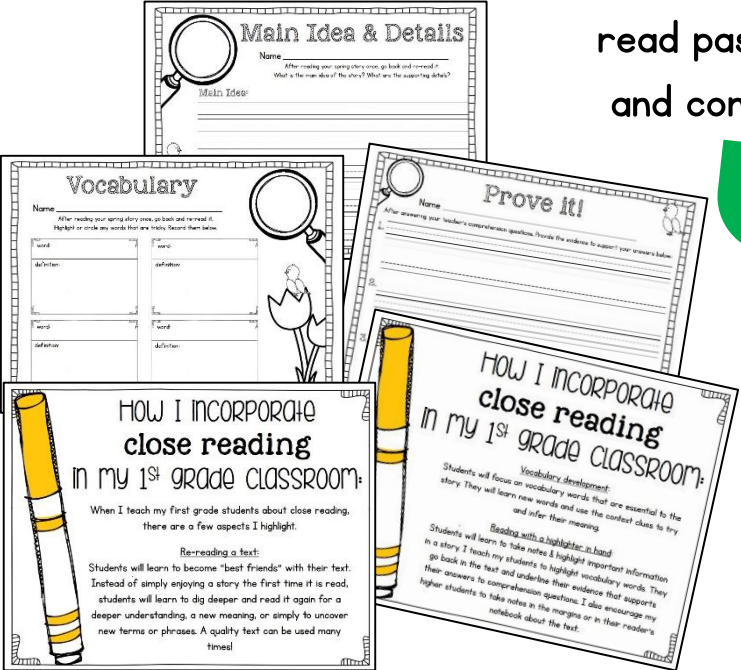 Main Idea & Details
Name
After reading your spring story once, go back and re-read it.
What is the main idea of the story? What are the supporting details?
Main Idea:
read pas
and con
Vocabulary
Name
After reading your spring story once, go back and re-read it.
Highlight or circle any words that are tricky. Record them below.
word: word:
definition: definition:
word: word:
definition: definition:
Prove it!
Name
After answering your teacher's comprehension questions. Provide the evidence to support your answers below.
1.
2.
3.
How I incorporate
close reading
in my 1st grade classroom:
When I teach my first grade students about close reading,
there are a few aspects I highlight.
Re-reading a text:
Students will learn to become "best friends" with their text.
Instead of simply enjoying a story the first time it is read,
students will learn to dig deeper and read it again for a
deeper understanding, a new meaning, or simply to uncover
new terms or phrases. A quality text can be used many
times!
How I incorporate
close reading
in my 1st grade classroom:
Vocabulary development:
Students will focus on vocabulary words that are essential to the
story. They will learn new words and use the context clues to try
and infer their meaning.
Reading with a highlighter in hand:
Students will learn to take notes & highlight important information
in a story. I teach my students to highlight vocabulary words. They
go back in the text and underline their evidence that supports
their answers to comprehension questions. I also encourage my
higher students to take notes in the margins or in their reader's
notebook about the text.